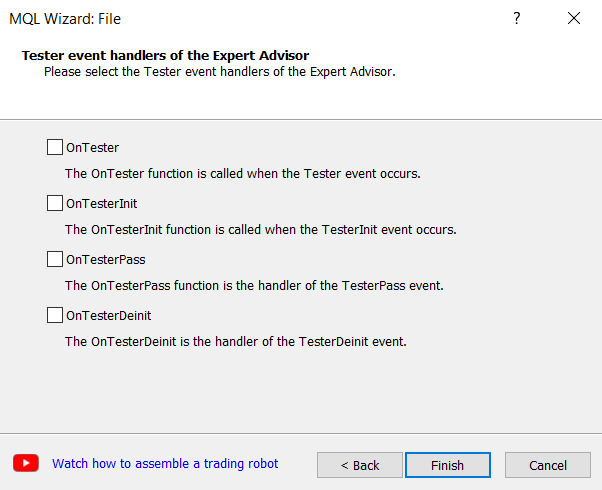 MQL Wizard: File
?
Tester event handlers of the Expert Advisor
Please select the Tester event handlers of the Expert Advisor.
OnTester
The OnTester function is called when the Tester event occurs.
OnTesterInit
The OnTesterInit function is called when the TesterInit event occurs.
OnTesterPass
The OnTesterPass function is the handler of the TesterPass event.
OnTesterDeinit
The OnTesterDeinit is the handler of the TesterDeinit event.
Watch how to assemble a trading robot
< Back
Finish
Cancel